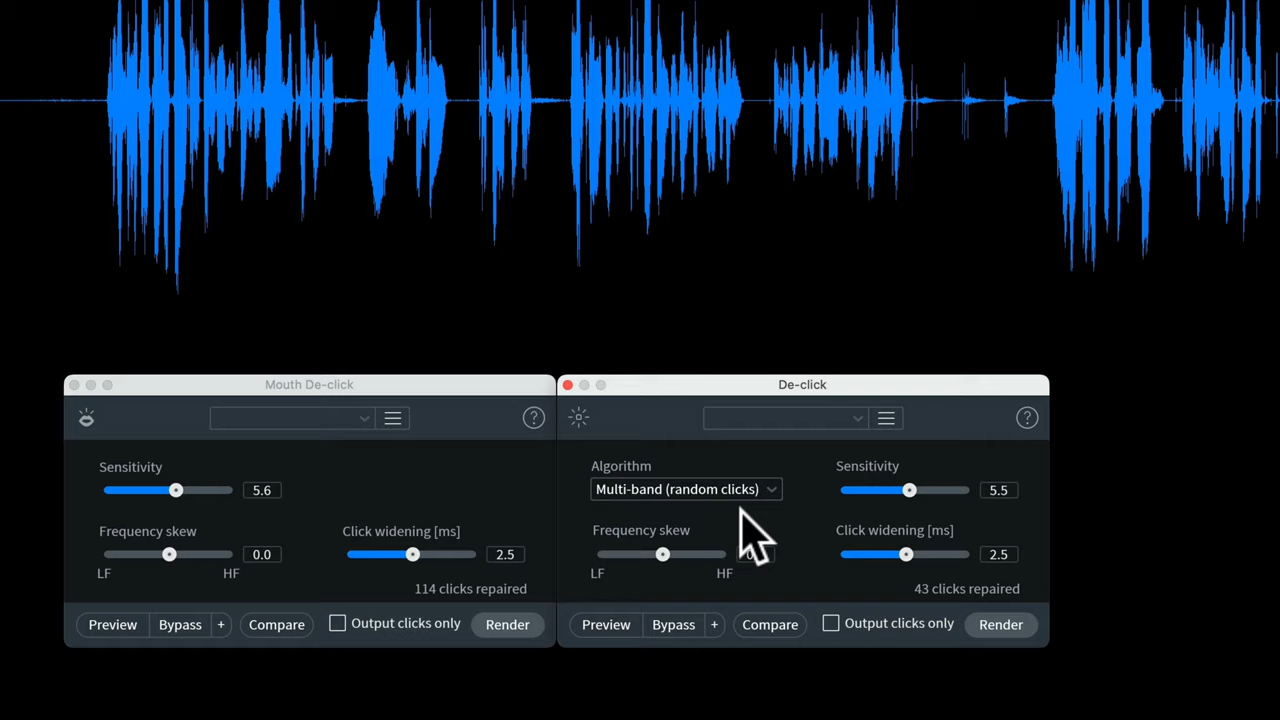 Mouth De-click
?
Sensitivity
5.6
Frequency skew
0.0
LF
HF
Click widening [ms]
2.5
114 clicks repaired
Preview
Bypass
+
Compare
Output clicks only
Render
De-click
?
Algorithm
Multi-band (random clicks)
Sensitivity
5.5
Frequency skew
LF
HF
Click widening [ms]
2.5
43 clicks repaired
Preview
Bypass
+
Compare
Output clicks only
Render